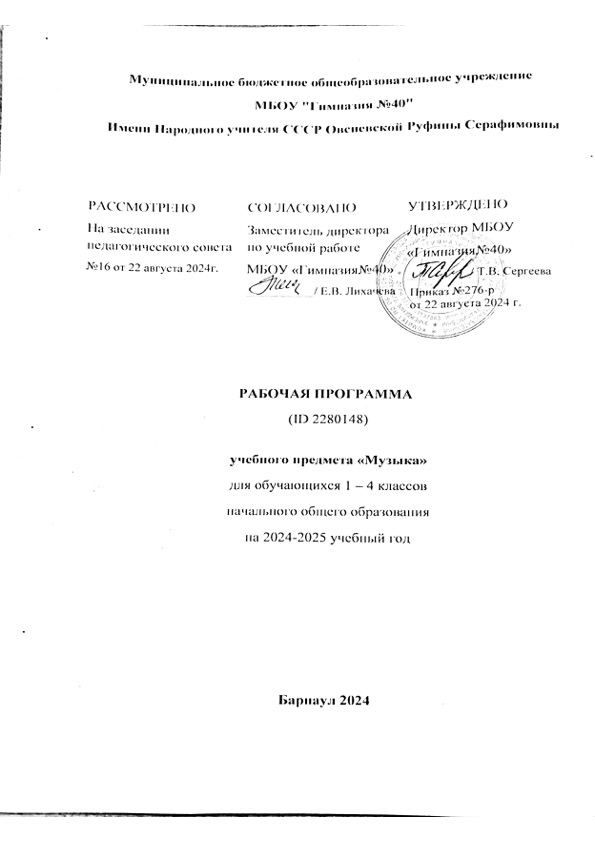 Муниципальное бюджетное общеобразовательное учреждение
МБОУ "Гимназия №40"
Имени Народного учителя СССР Овсиевской Руфины Серафимовны
РАССМОТРЕНО
На заседании
педагогического совета
№16 от 22 августа 2024г.
СОГЛАСОВАНО
Заместитель директора
по учебной работе
МБОУ «Гимназия№40»
/ Е.В. Лихачева
УТВЕРЖДЕНО
Директор МБОУ
«Гимназия№40»
Т.В. Сергеева
Приказ №276-р
от 22 августа 2024 г.
РАБОЧАЯ ПРОГРАММА
(ID 2280148)
учебного предмета «Музыка»
для обучающихся 1 – 4 классов
начального общего образования
на 2024-2025 учебный год
Барнаул 2024